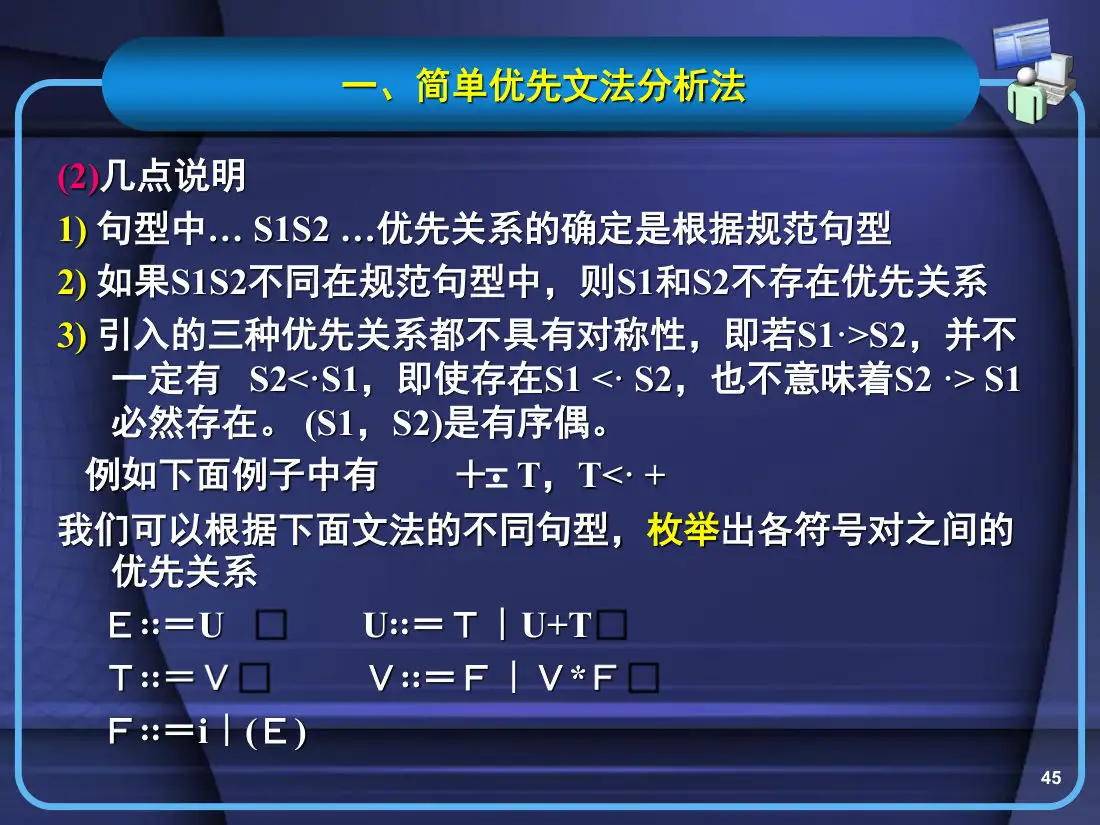 一、简单优先文法分析法
(2)几点说明
1) 句型中… S1S2 …优先关系的确定是根据规范句型
2) 如果S1S2不同在规范句型中，则S1和S2不存在优先关系
3) 引入的三种优先关系都不具有对称性，即若S1·>S2，并不
一定有 S2<·S1，即使存在S1 <· S2，也不意味着S2 ·> S1
必然存在。 (S1，S2)是有序偶。
例如下面例子中有 ＋≖ T，T<· +
我们可以根据下面文法的不同句型，枚举出各符号对之间的
优先关系
Ｅ∷＝U □ U∷＝Ｔ｜U+T□
Ｔ∷＝Ｖ□ Ｖ∷＝Ｆ｜Ｖ*Ｆ□
Ｆ∷＝i｜(Ｅ)
45